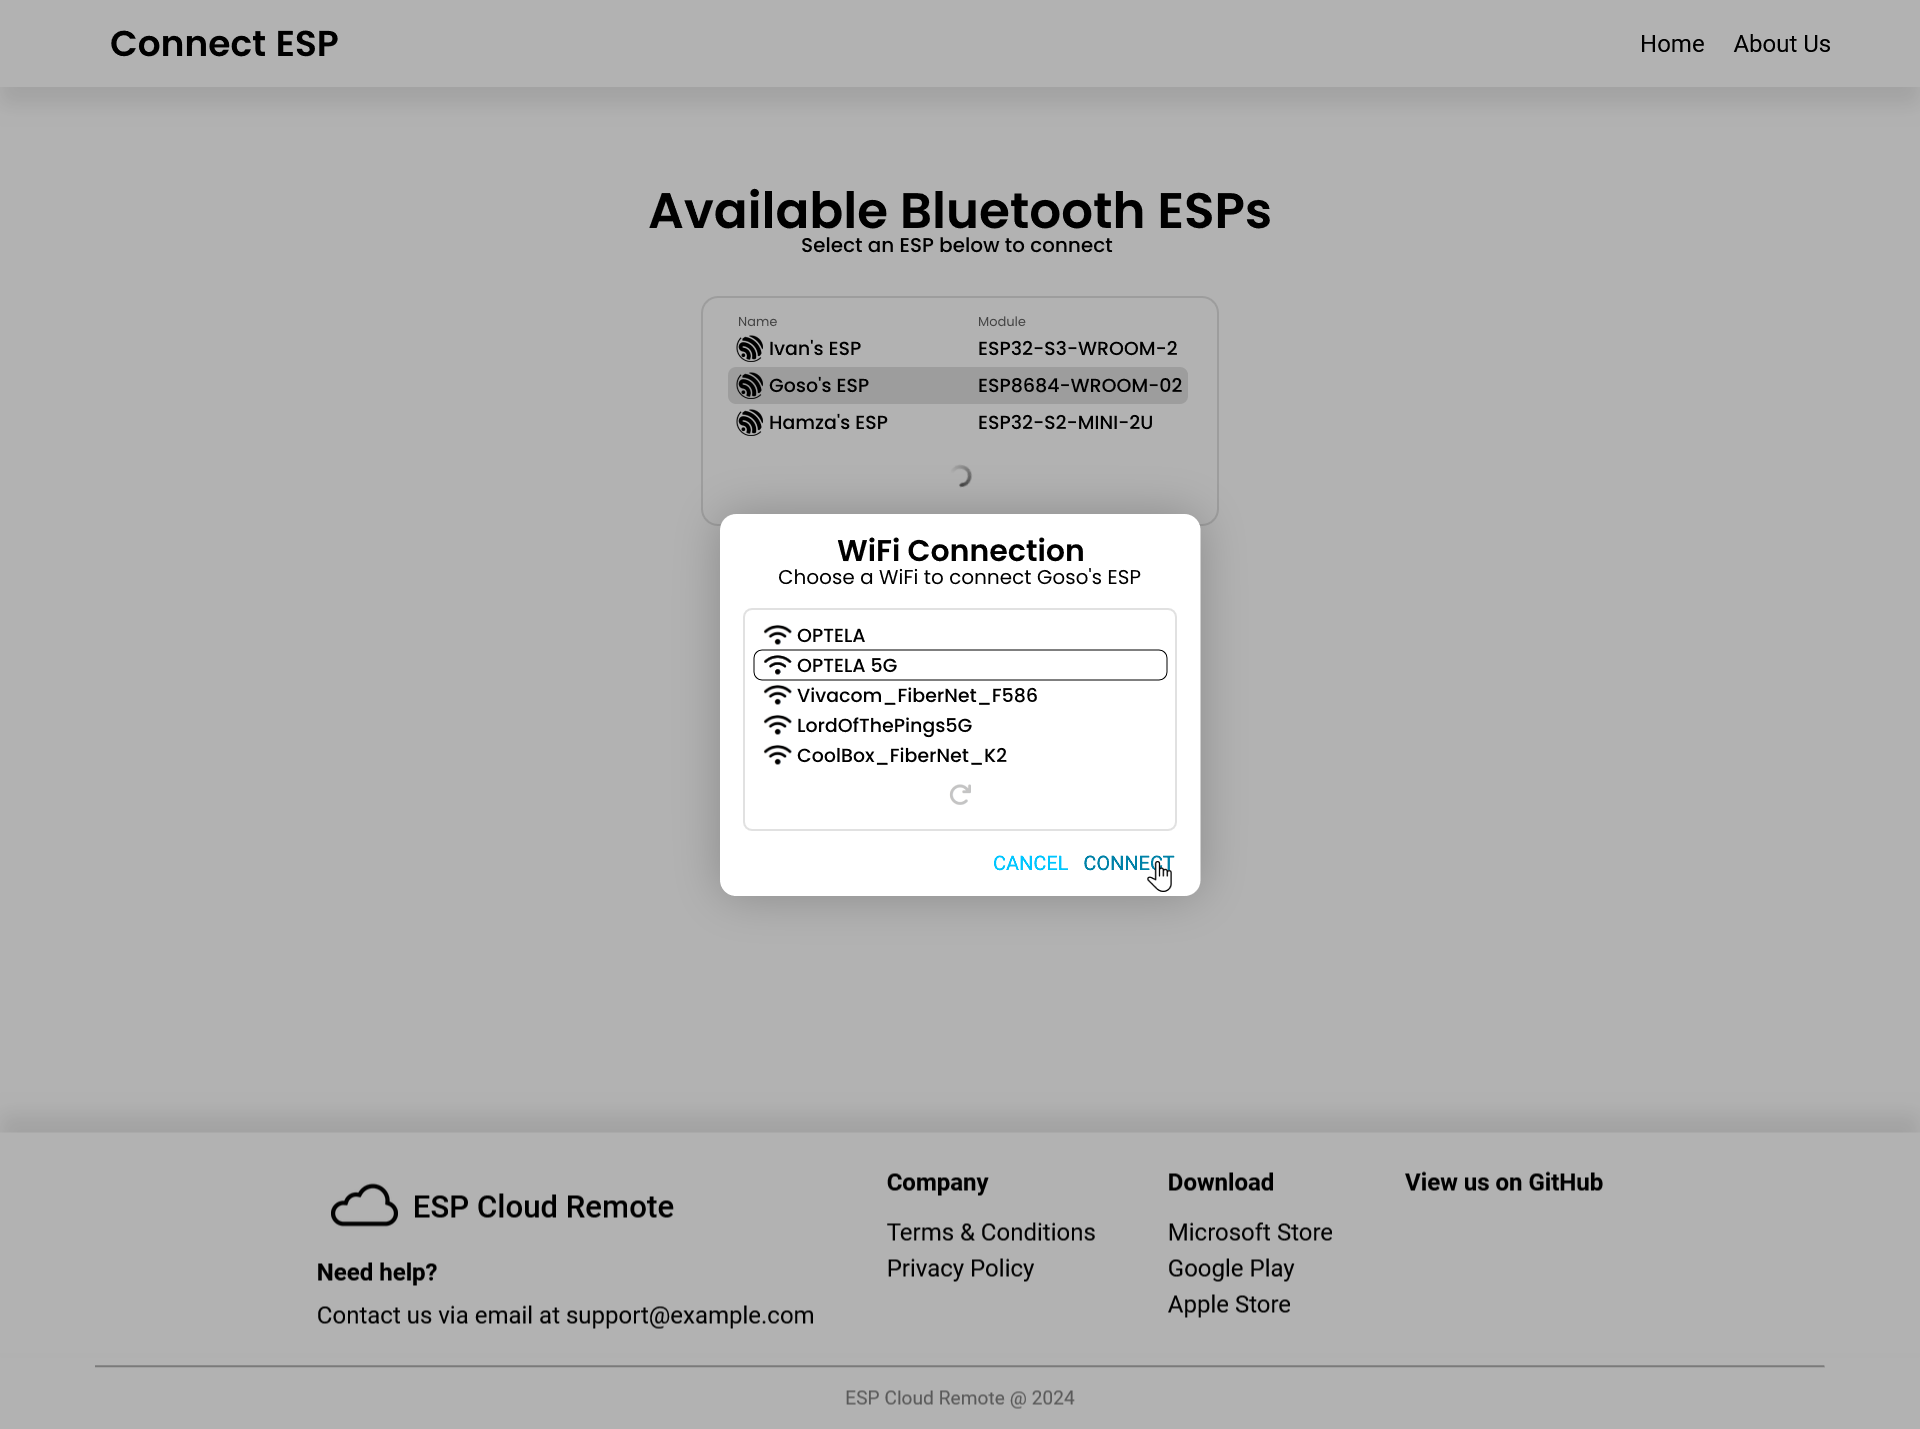 Connect ESP
Home About Us
Available Bluetooth ESPs
Select an ESP below to connect
Name Module
Ivan's ESP ESP32-S3-WROOM-2
Goso's ESP ESP8684-WROOM-02
Hamza's ESP ESP32-S2-MINI-2U
WiFi Connection
Choose a WiFi to connect Goso's ESP
OPTELA
OPTELA 5G
Vivacom_FiberNet_F586
LordOfThePings5G
CoolBox_FiberNet_K2
CANCEL CONNECT
ESP Cloud Remote
Need help?
Contact us via email at support@example.com
Company
Terms & Conditions
Privacy Policy
Download
Microsoft Store
Google Play
Apple Store
View us on GitHub
ESP Cloud Remote @ 2024